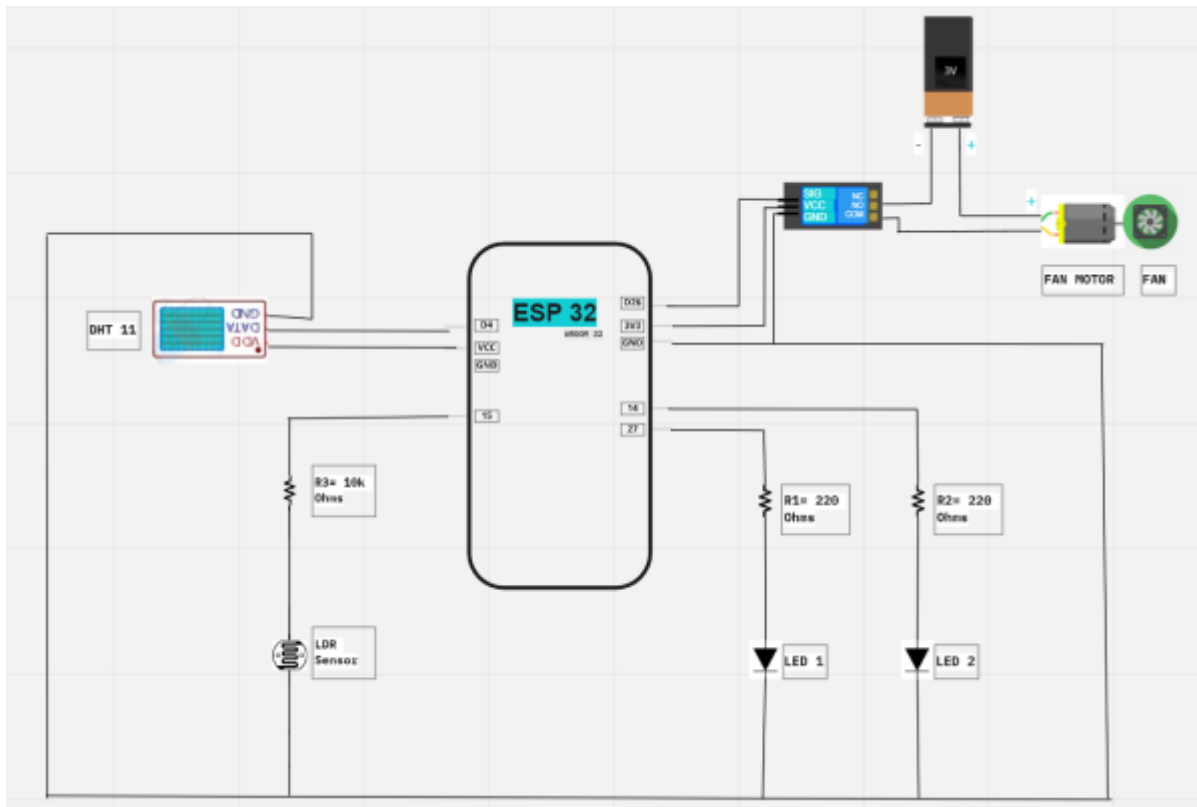 3V
-
+
SIG
VCC
GND
NC
NO
COM
+
FAN MOTOR
FAN
DHT 11
GND
DATA
VDD
ESP 32
D4
VCC
GND
15
3V3
GND
14
27
R3= 10k
Ohms
R1= 220
Ohms
R2= 220
Ohms
LDR
Sensor
LED 1
LED 2